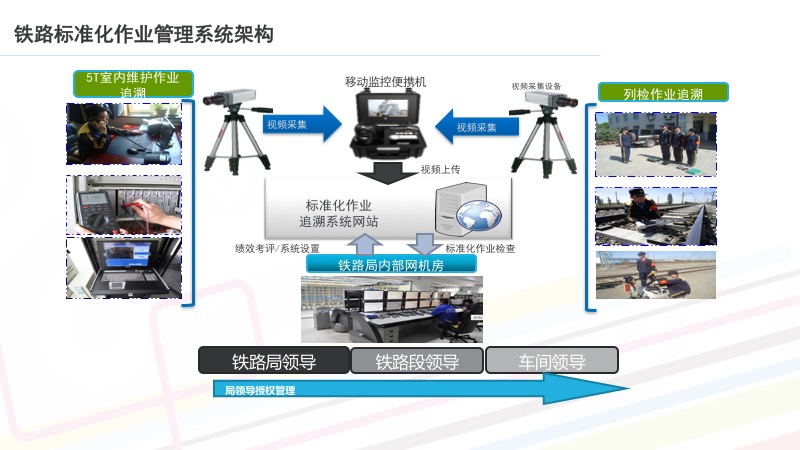 铁路标准化作业管理系统架构
5T室内维护作业
追溯
移动监控便携机
视频采集设备
列检作业追溯
视频采集
视频采集
视频上传
标准化作业
追溯系统网站
绩效考评/系统设置
标准化作业检查
铁路局内部网机房
铁路局领导
铁路段领导
车间领导
局领导授权管理